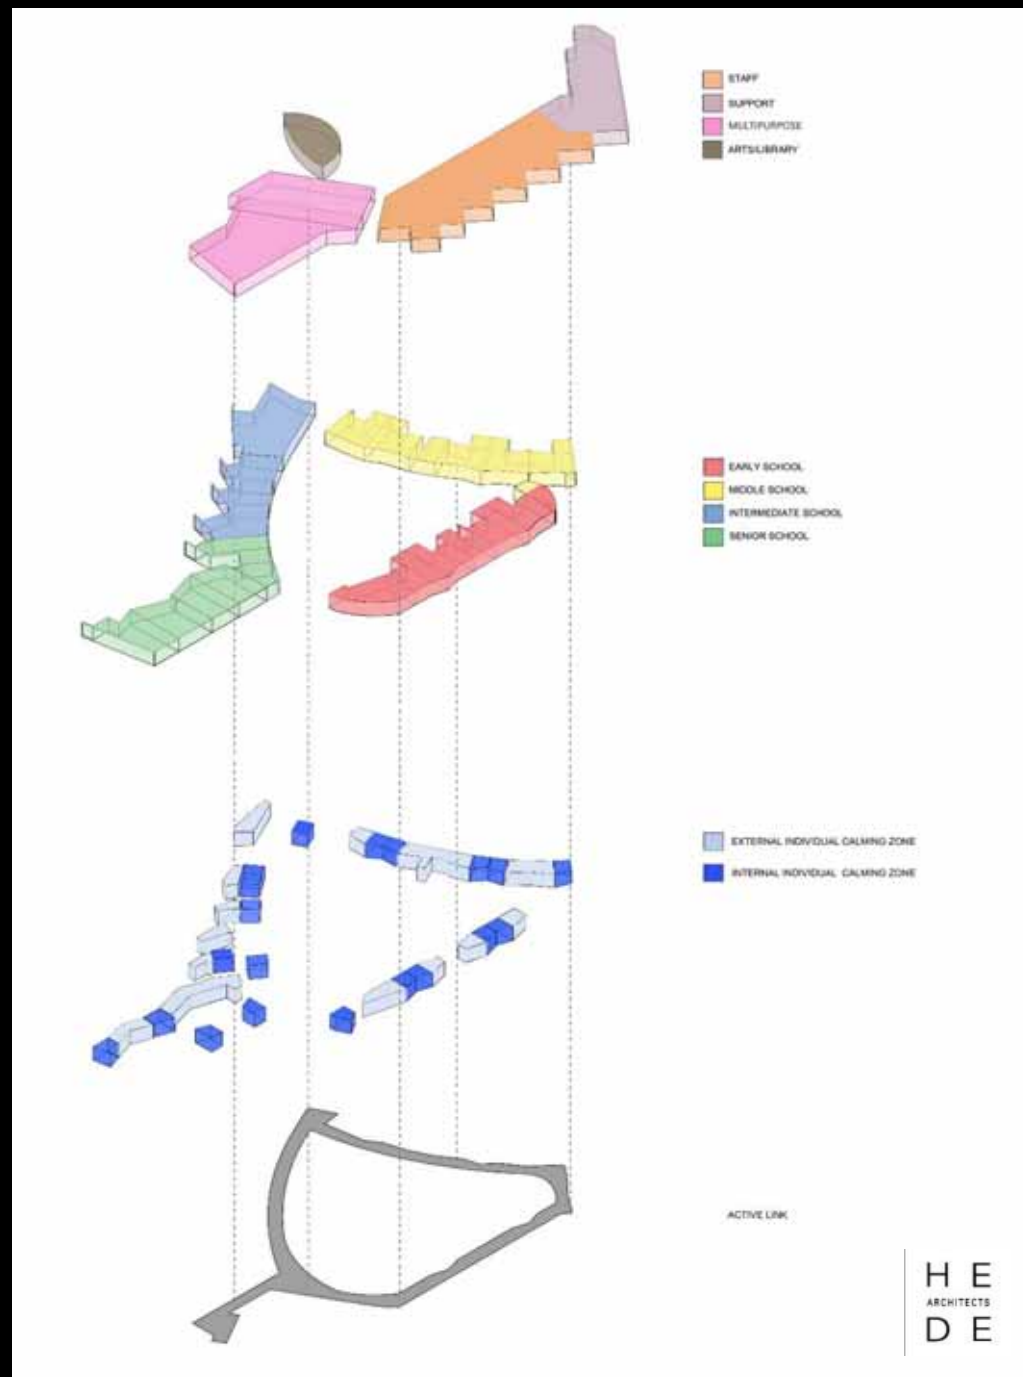 STAFF
SUPPORT
MULTIPURPOSE
ARTS/LIBRARY
EARLY SCHOOL
MIDDLE SCHOOL
INTERMEDIATE SCHOOL
SENIOR SCHOOL
EXTERNAL INDIVIDUAL CALMING ZONE
INTERNAL INDIVIDUAL CALMING ZONE
ACTIVE LINK
H E
ARCHITECTS
D E